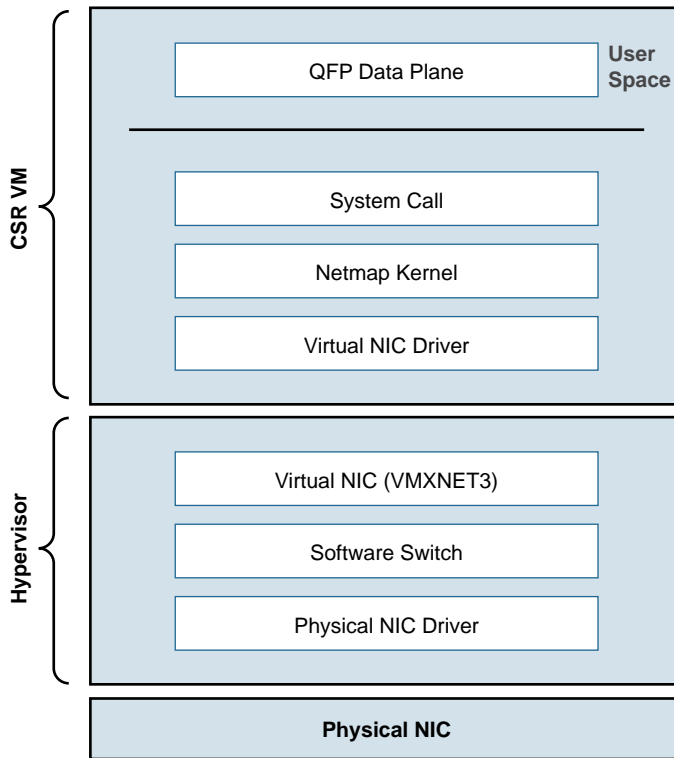 QFP Data Plane
User
Space
CSR VM
System Call
Netmap Kernel
Virtual NIC Driver
Hypervisor
Virtual NIC (VMXNET3)
Software Switch
Physical NIC Driver
Physical NIC